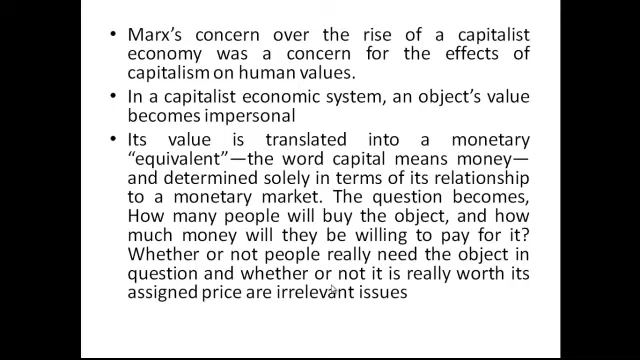 • Marx's concern over the rise of a capitalist
economy was a concern for the effects of
capitalism on human values.
• In a capitalist economic system, an object's value
becomes impersonal
• Its value is translated into a monetary
“equivalent”—the word capital means money—
and determined solely in terms of its relationship
to a monetary market. The question becomes,
How many people will buy the object, and how
much money will they be willing to pay for it?
Whether or not people really need the object in
question and whether or not it is really worth its
assigned price are irrelevant issues